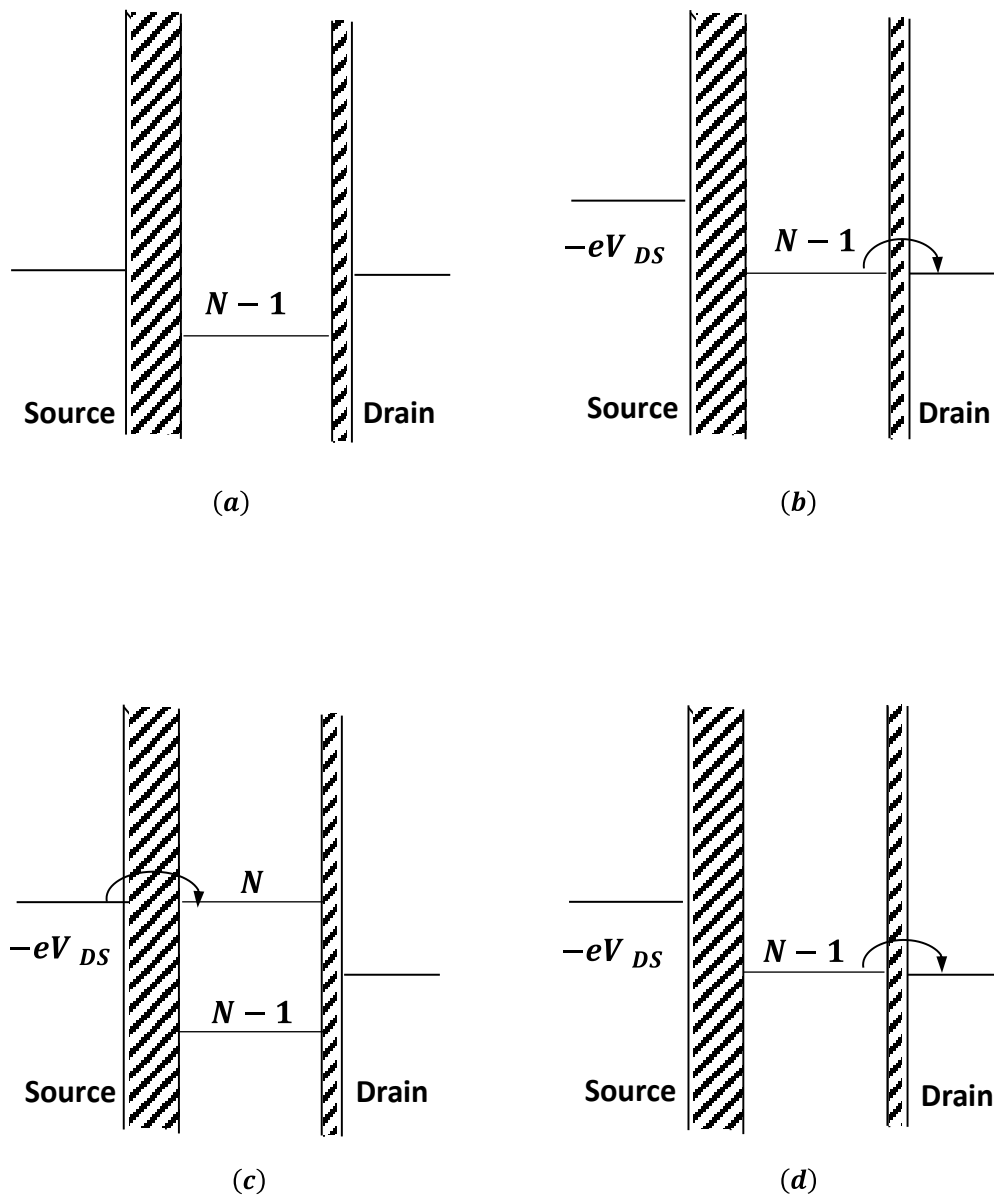 N − 1
Source Drain
(a)
−eV DS
N − 1
Source Drain
(b)
N
−eV DS
N − 1
Source Drain
(c)
−eV DS
N − 1
Source Drain
(d)